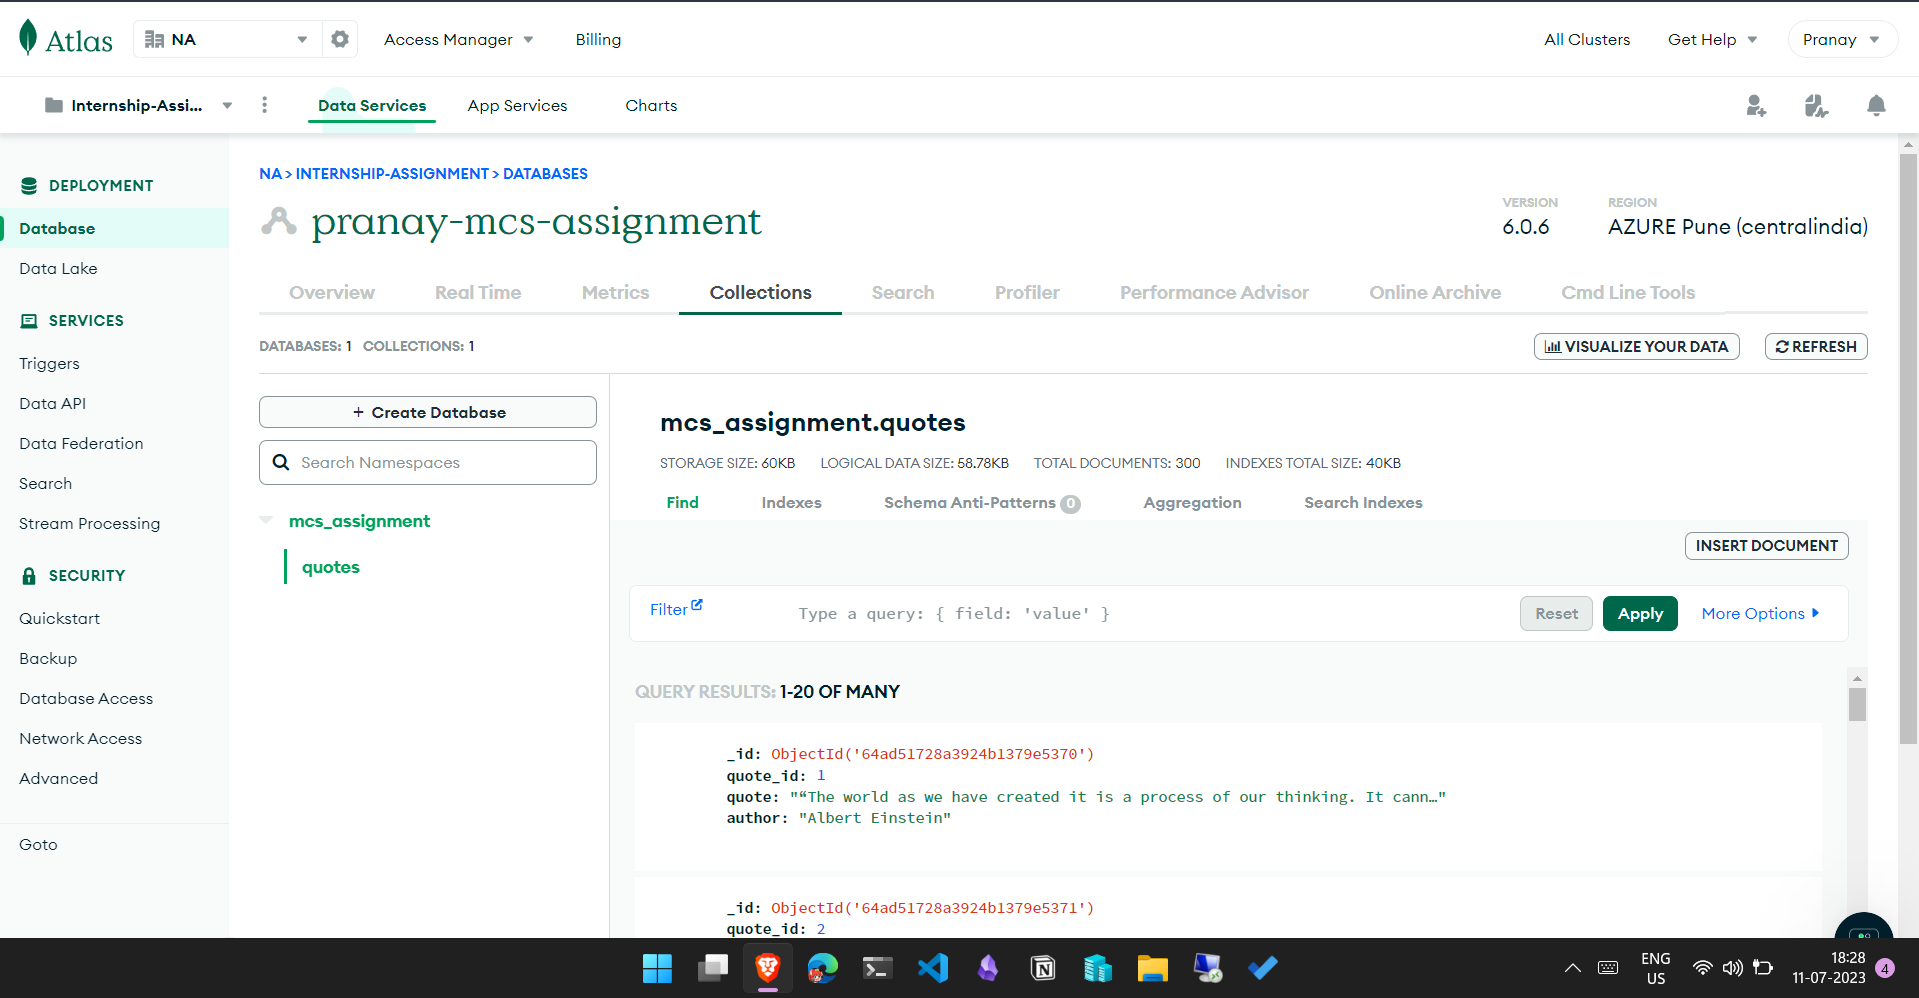 Atlas
NA
Access Manager
Billing
All Clusters
Get Help
Pranay
Internship-Assi...
Data Services
App Services
Charts
DEPLOYMENT
Database
Data Lake
SERVICES
Triggers
Data API
Data Federation
Search
Stream Processing
SECURITY
Quickstart
Backup
Database Access
Network Access
Advanced
Goto
NA > INTERNSHIP-ASSIGNMENT > DATABASES
pranay-mcs-assignment
VERSION
6.0.6
REGION
AZURE Pune (centralindia)
Overview
Real Time
Metrics
Collections
Search
Profiler
Performance Advisor
Online Archive
Cmd Line Tools
DATABASES: 1 COLLECTIONS: 1
VISUALIZE YOUR DATA
REFRESH
+ Create Database
Search Namespaces
mcs_assignment
quotes
mcs_assignment.quotes
STORAGE SIZE: 60KB LOGICAL DATA SIZE: 58.78KB TOTAL DOCUMENTS: 300 INDEXES TOTAL SIZE: 40KB
Find
Indexes
Schema Anti-Patterns 0
Aggregation
Search Indexes
INSERT DOCUMENT
Filter
Type a query: { field: 'value' }
Reset
Apply
More Options
QUERY RESULTS: 1-20 OF MANY
_id: ObjectId('64ad51728a3924b1379e5370')
quote_id: 1
quote: "“The world as we have created it is a process of our thinking. It cann…"
author: "Albert Einstein"
_id: ObjectId('64ad51728a3924b1379e5371')
quote_id: 2
ENG
US
18:28
11-07-2023
4